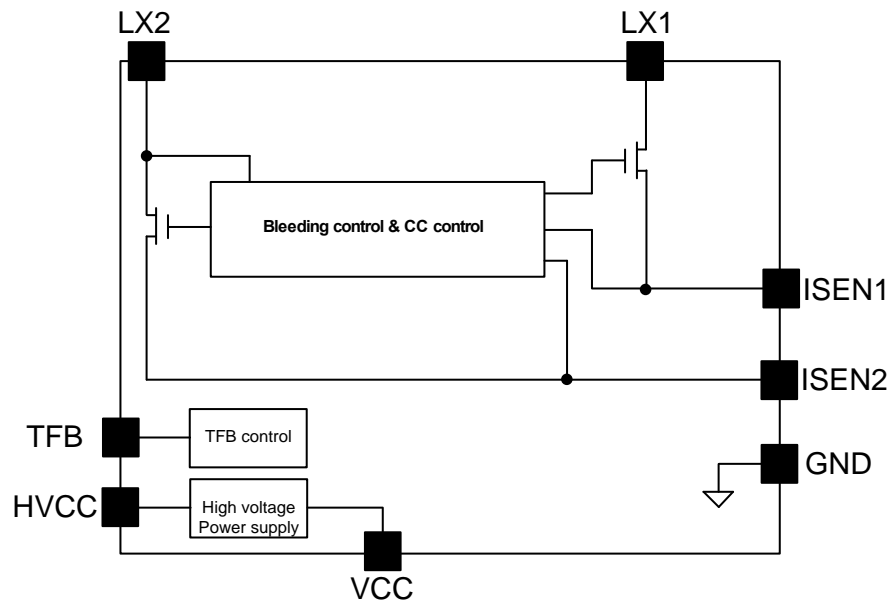 LX2
LX1
Bleeding control & CC control
ISEN1
ISEN2
TFB
TFB control
GND
HVCC
High voltage
Power supply
VCC